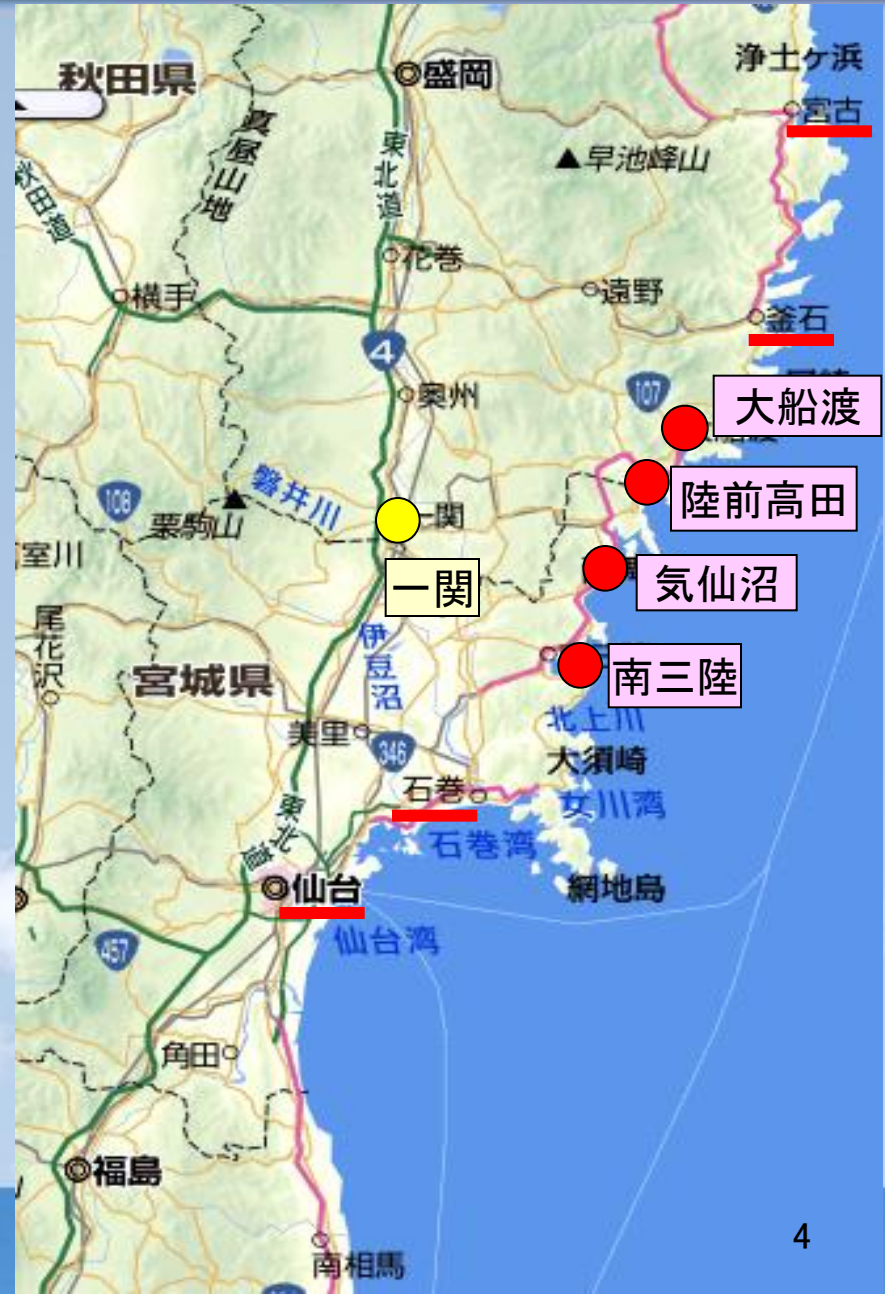 浄土ヶ浜
秋田県
盛岡
宮古
真昼山地
東北道
早池峰山
秋田道
花巻
遠野
横手
釜石
4
107
奥州
大船渡
陸前高田
108
磐井川
栗駒山
一関
一関
気仙沼
室川
尾花沢
伊豆沼
南三陸
宮城県
北上川
美里
346
大須崎
石巻
女川湾
東北道
石巻湾
仙台
網地島
457
仙台湾
角田
福島
4
南相馬